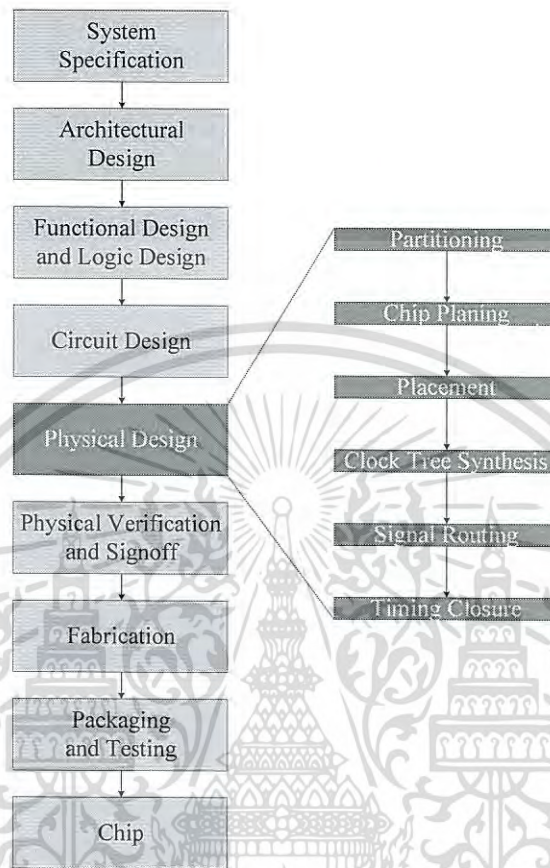 System
Specification
Architectural
Design
Functional Design
and Logic Design
Circuit Design
Physical Design
Physical Verification
and Signoff
Fabrication
Packaging
and Testing
Chip
Partitioning
Chip Planing
Placement
Clock Tree Synthesis
Signal Routing
Timing Closure